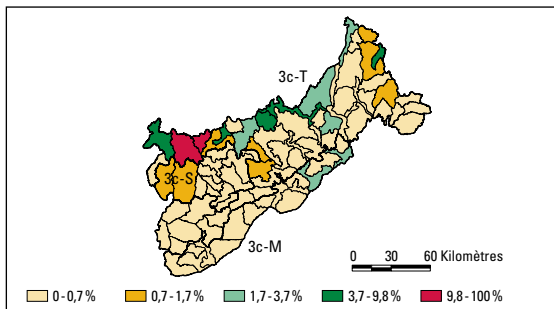 3c-T
3c-S
3c-M
0 30 60 Kilomètres
0 - 0,7 % 0,7 - 1,7 % 1,7 - 3,7 % 3,7 - 9,8 % 9,8 - 100 %